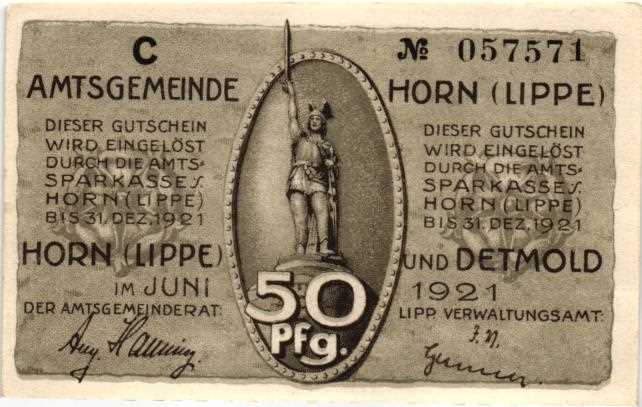 C
№ 057571
AMTSGEMEINDE HORN (LIPPE)
DIESER GUTSCHEIN
WIRD EINGELÖST
DURCH DIE AMTS-
SPARKASSE S.
HORN (LIPPE)
BIS 31. DEZ. 1921
DIESER GUTSCHEIN
WIRD EINGELÖST
DURCH DIE AMTS-
SPARKASSE S.
HORN (LIPPE)
BIS 31. DEZ. 1921
HORN (LIPPE) UND DETMOLD
IM JUNI 1921
DER AMTSGEMEINDERAT:
LIPP. VERWALTUNGSAMT:
50
Pfg.